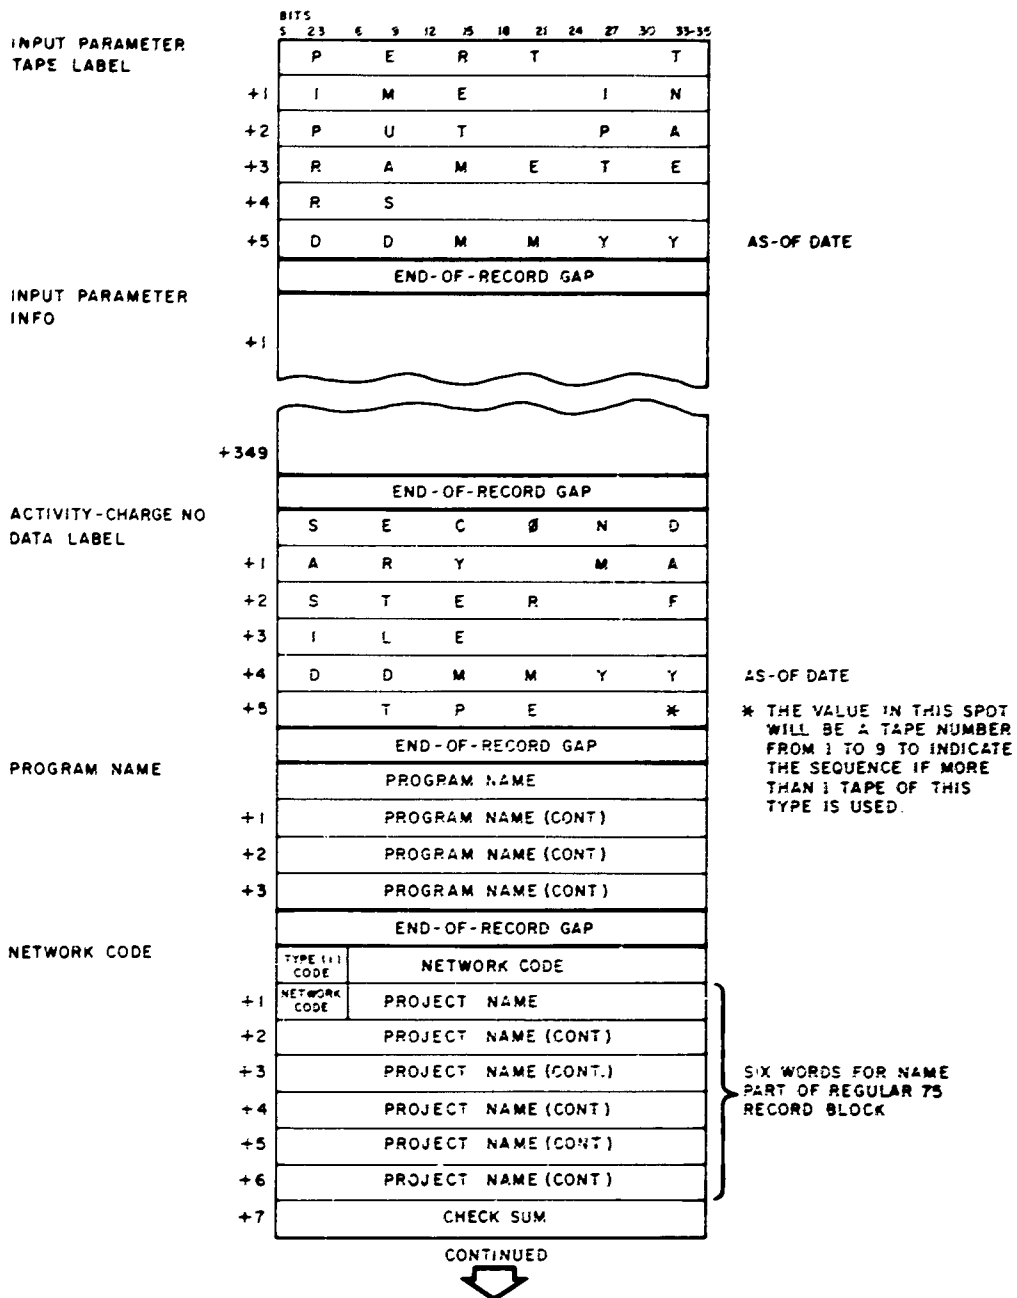 BITS
S 23 6 9 12 15 18 21 24 27 30 33-35
INPUT PARAMETER
TAPE LABEL
P E R T T
+1 I M E I N
+2 P U T P A
+3 R A M E T E
+4 R S
+5 D D M M Y Y AS-OF DATE
END-OF-RECORD GAP
INPUT PARAMETER
INFO
+1
+349
END-OF-RECORD GAP
ACTIVITY-CHARGE NO
DATA LABEL
S E C Ø N D
+1 A R Y M A
+2 S T E R F
+3 I L E
+4 D D M M Y Y AS-OF DATE
+5 T P E *
* THE VALUE IN THIS SPOT
WILL BE A TAPE NUMBER
FROM 1 TO 9 TO INDICATE
THE SEQUENCE IF MORE
THAN 1 TAPE OF THIS
TYPE IS USED.
END-OF-RECORD GAP
PROGRAM NAME
PROGRAM NAME
+1 PROGRAM NAME (CONT)
+2 PROGRAM NAME (CONT)
+3 PROGRAM NAME (CONT)
END-OF-RECORD GAP
NETWORK CODE
TYPE (1)
CODE
NETWORK CODE
+1 NETWORK
CODE
PROJECT NAME
+2 PROJECT NAME (CONT)
+3 PROJECT NAME (CONT.)
+4 PROJECT NAME (CONT)
+5 PROJECT NAME (CONT)
+6 PROJECT NAME (CONT)
SIX WORDS FOR NAME
PART OF REGULAR 75
RECORD BLOCK
+7 CHECK SUM
CONTINUED